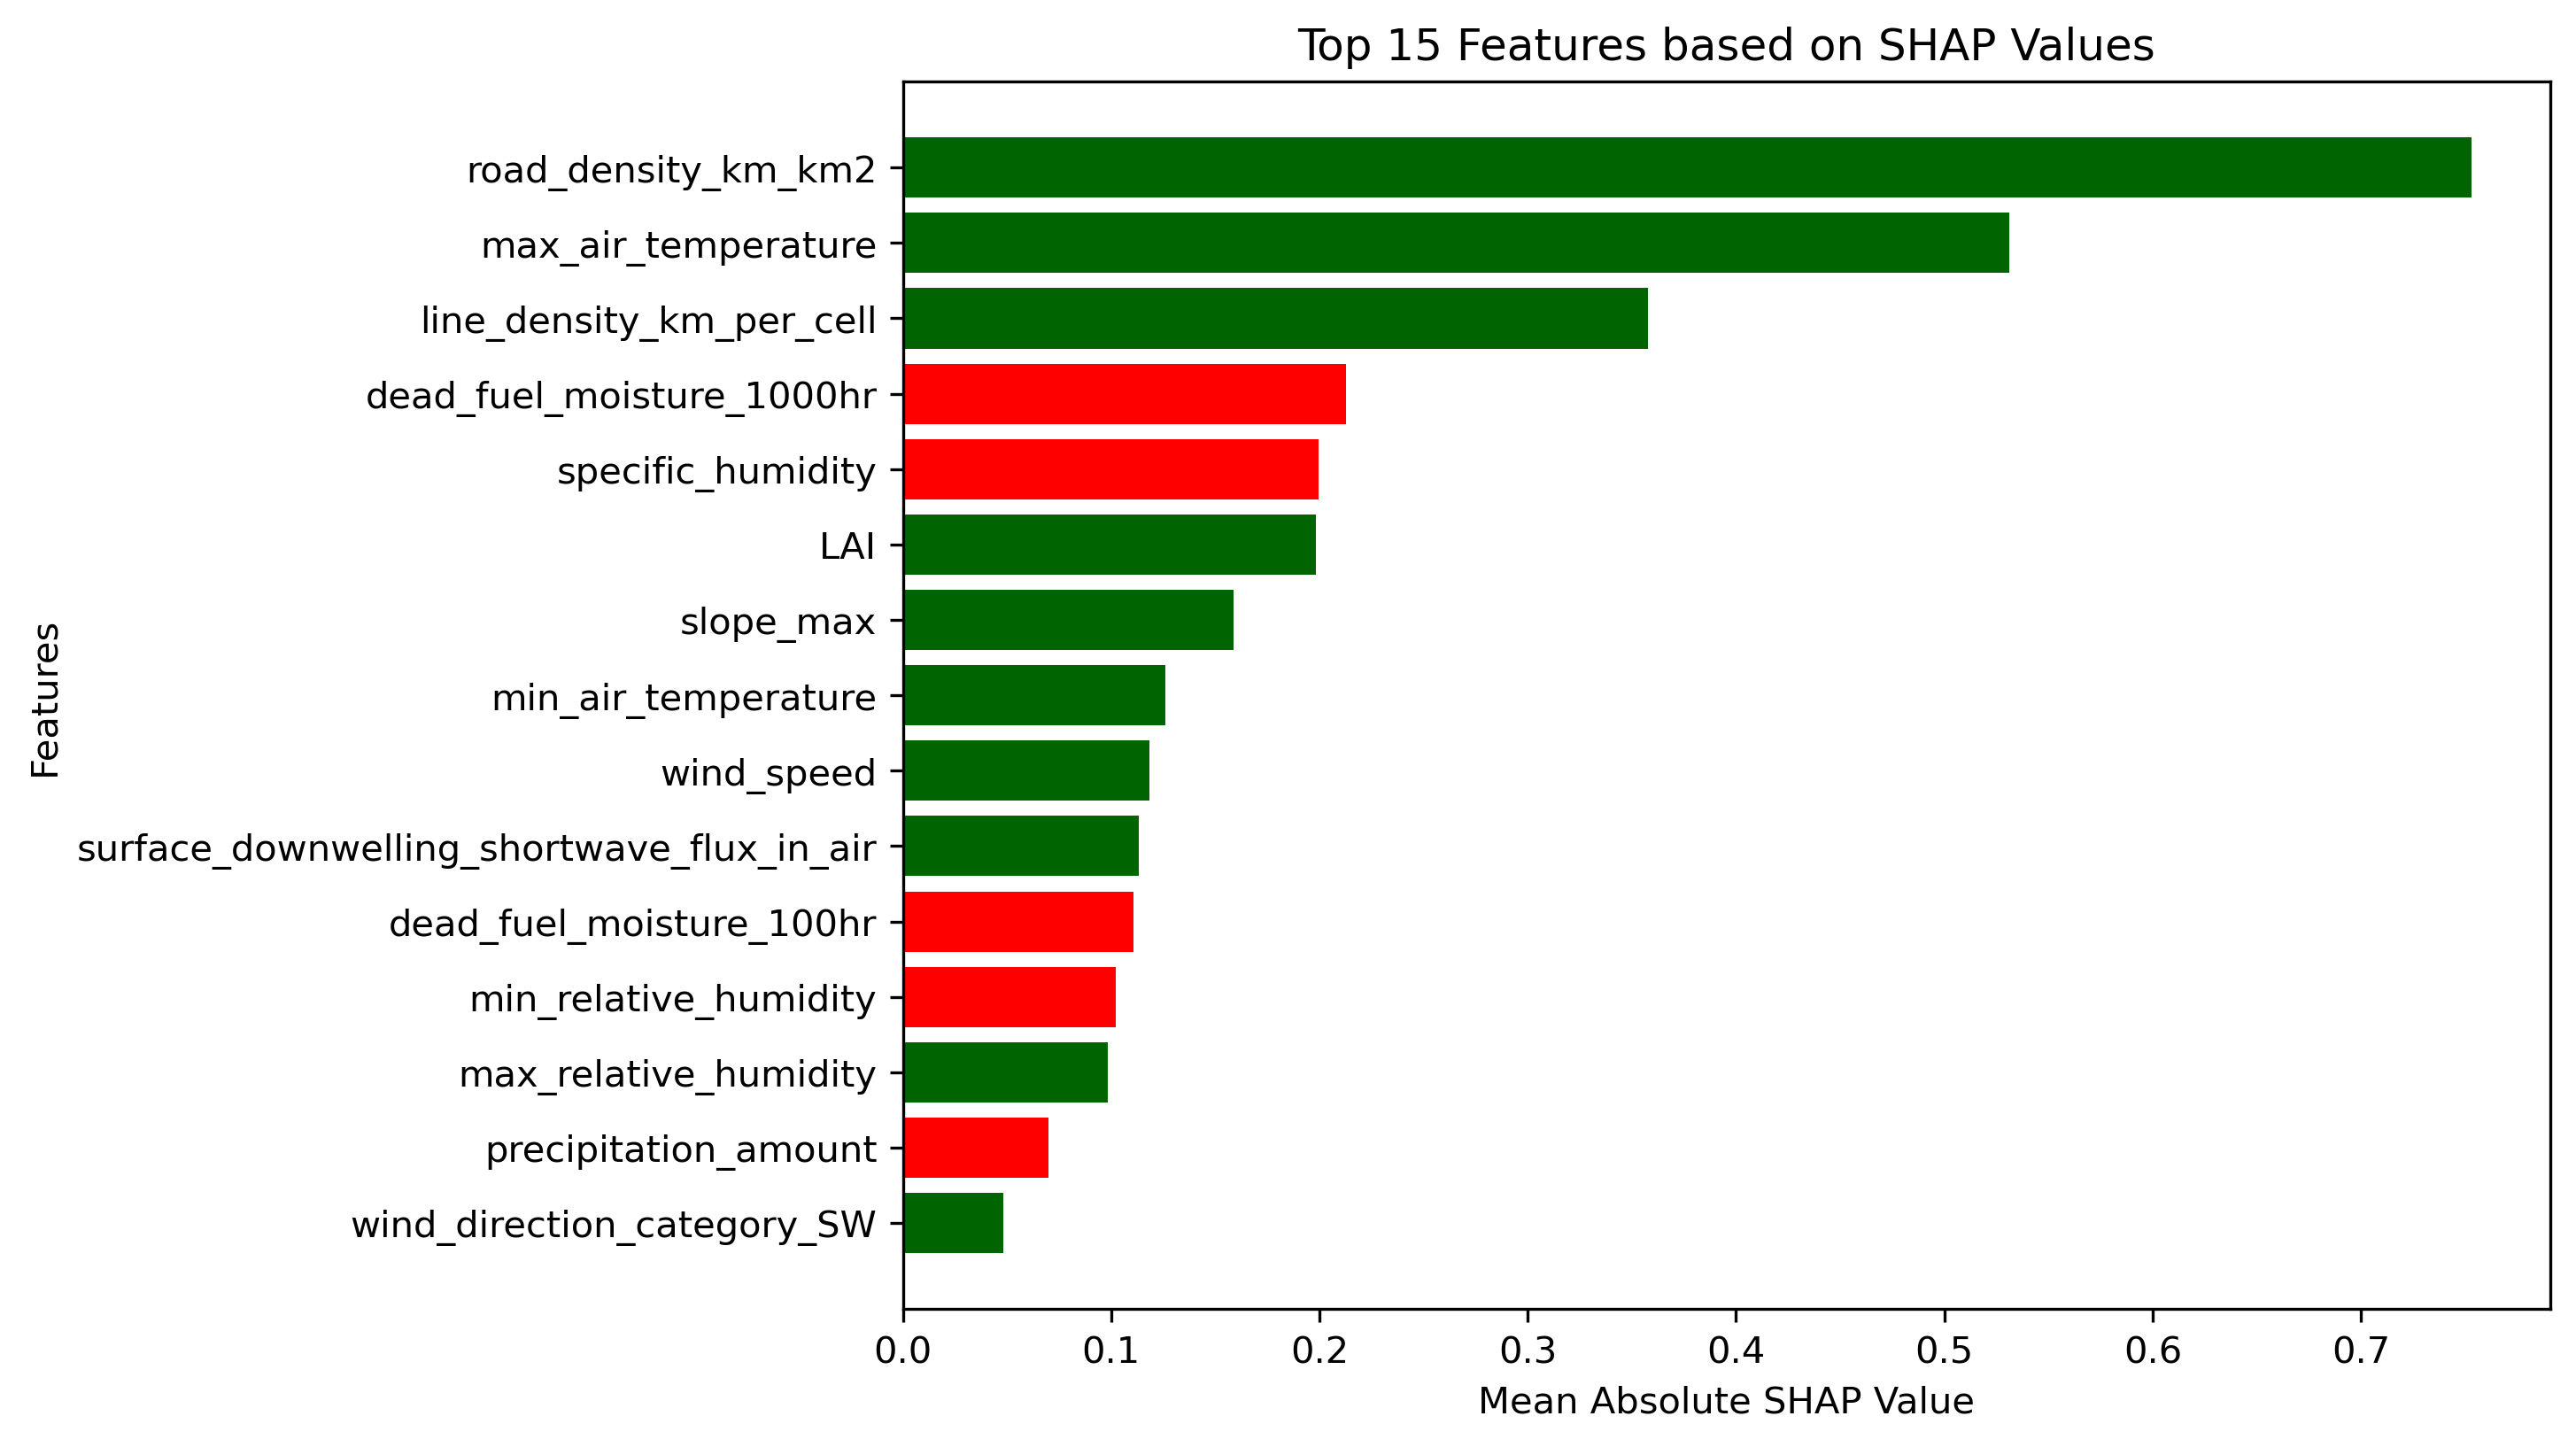 Top 15 Features based on SHAP Values
road_density_km_km2
max_air_temperature
line_density_km_per_cell
dead_fuel_moisture_1000hr
specific_humidity
LAI
slope_max
min_air_temperature
wind_speed
surface_downwelling_shortwave_flux_in_air
dead_fuel_moisture_100hr
min_relative_humidity
max_relative_humidity
precipitation_amount
wind_direction_category_SW
Features
0.0 0.1 0.2 0.3 0.4 0.5 0.6 0.7
Mean Absolute SHAP Value